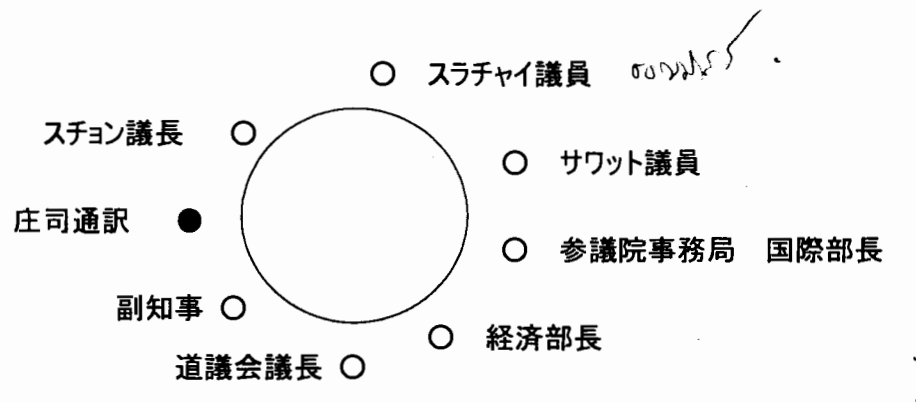 スラチャイ議員
スチョン議長
サワット議員
庄司通訳
参議院事務局 国際部長
副知事
経済部長
道議会議長